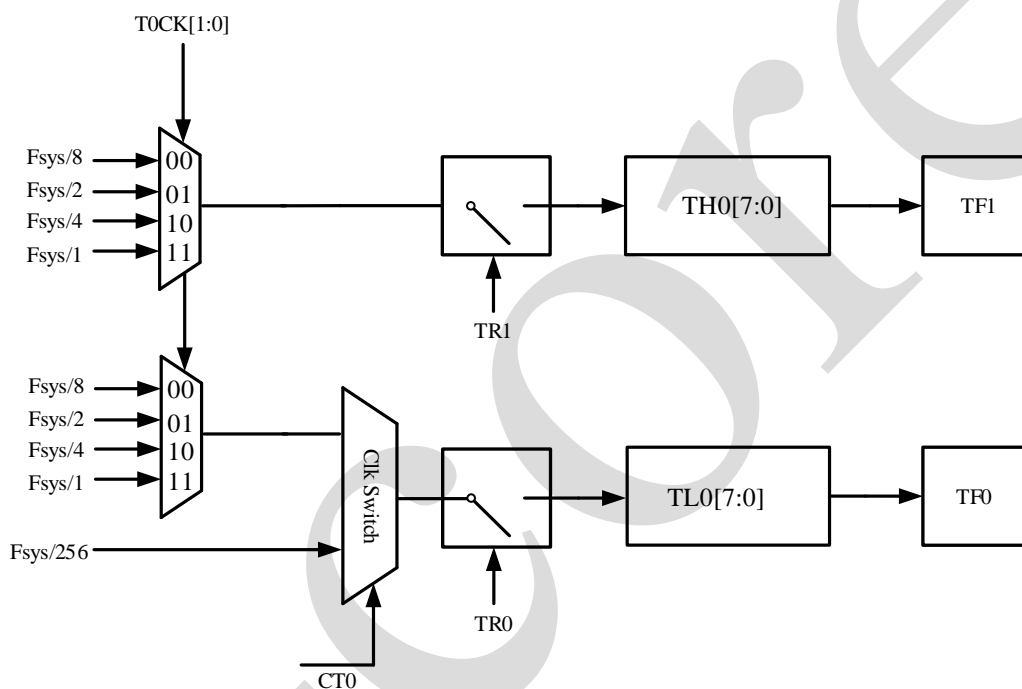 T0CK[1:0]
Fsys/8
00
Fsys/2
01
Fsys/4
10
Fsys/1
11
TH0[7:0]
TF1
TR1
Fsys/8
00
Fsys/2
01
Fsys/4
10
Fsys/1
11
Clk Switch
TL0[7:0]
TF0
Fsys/256
TR0
CT0
core